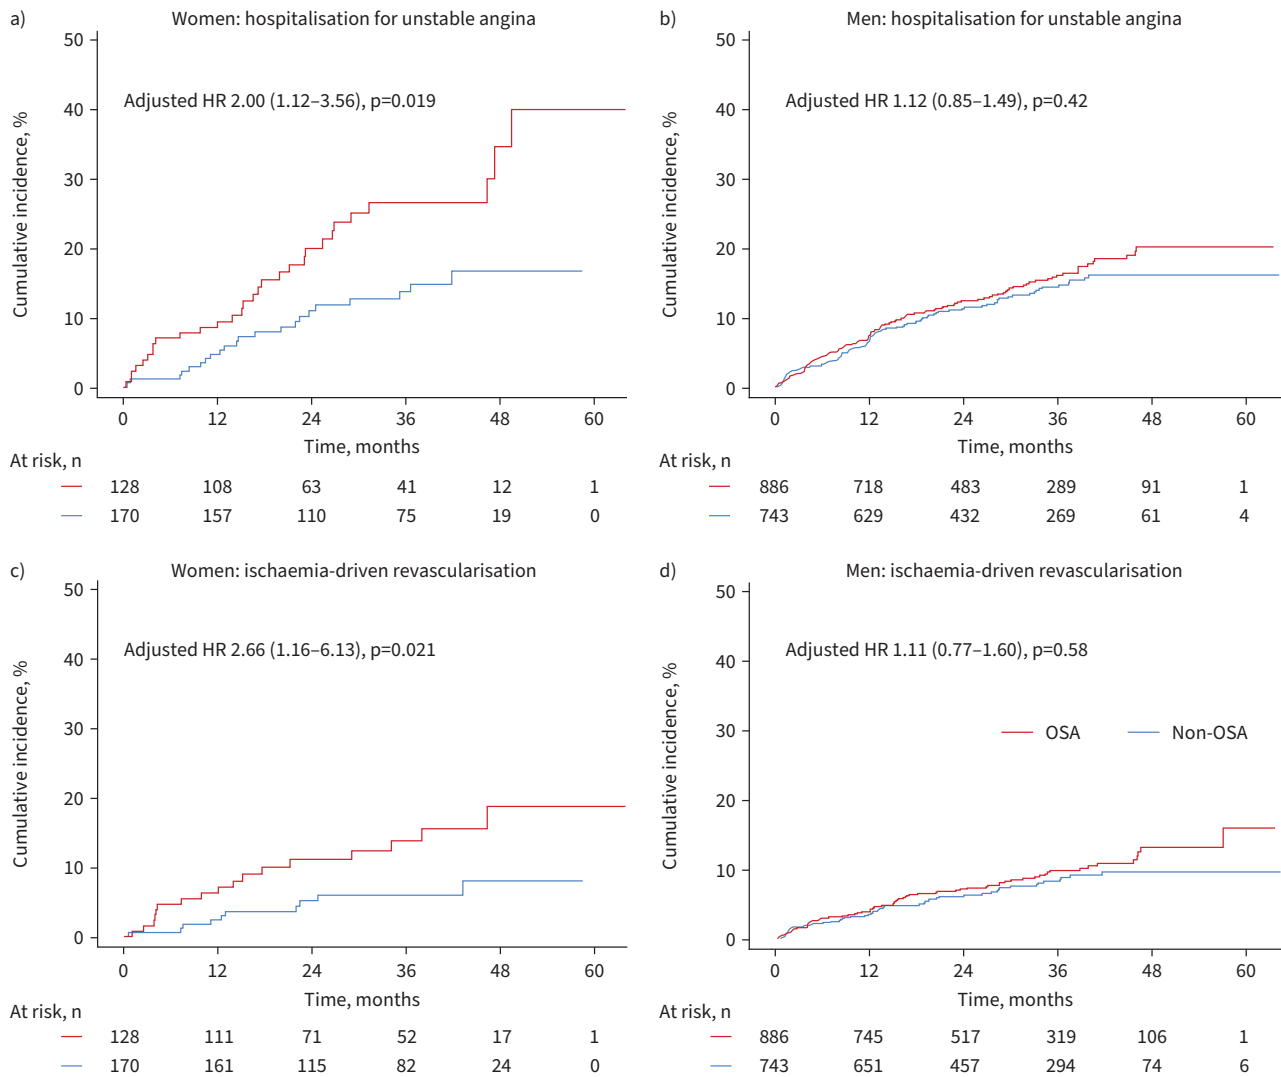 a) Women: hospitalisation for unstable angina
50
40
30
20
10
0
Cumulative incidence, %
Adjusted HR 2.00 (1.12–3.56), p=0.019
0 12 24 36 48 60
Time, months
At risk, n
128 108 63 41 12 1
170 157 110 75 19 0
b) Men: hospitalisation for unstable angina
50
40
30
20
10
0
Cumulative incidence, %
Adjusted HR 1.12 (0.85–1.49), p=0.42
0 12 24 36 48 60
Time, months
At risk, n
886 718 483 289 91 1
743 629 432 269 61 4
c) Women: ischaemia-driven revascularisation
50
40
30
20
10
0
Cumulative incidence, %
Adjusted HR 2.66 (1.16–6.13), p=0.021
0 12 24 36 48 60
Time, months
At risk, n
128 111 71 52 17 1
170 161 115 82 24 0
d) Men: ischaemia-driven revascularisation
50
40
30
20
10
0
Cumulative incidence, %
Adjusted HR 1.11 (0.77–1.60), p=0.58
OSA Non-OSA
0 12 24 36 48 60
Time, months
At risk, n
886 745 517 319 106 1
743 651 457 294 74 6